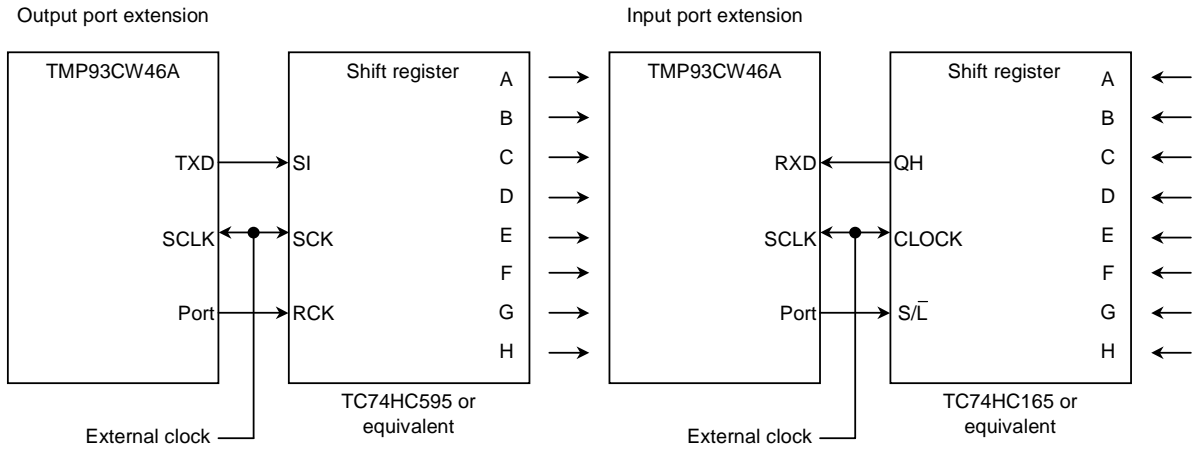 Output port extension
TMP93CW46A
Shift register
TXD
SI
SCLK
SCK
Port
RCK
A
B
C
D
E
F
G
H
TC74HC595 or
equivalent
External clock
Input port extension
TMP93CW46A
Shift register
RXD
QH
SCLK
CLOCK
Port
S/L̅
A
B
C
D
E
F
G
H
TC74HC165 or
equivalent
External clock